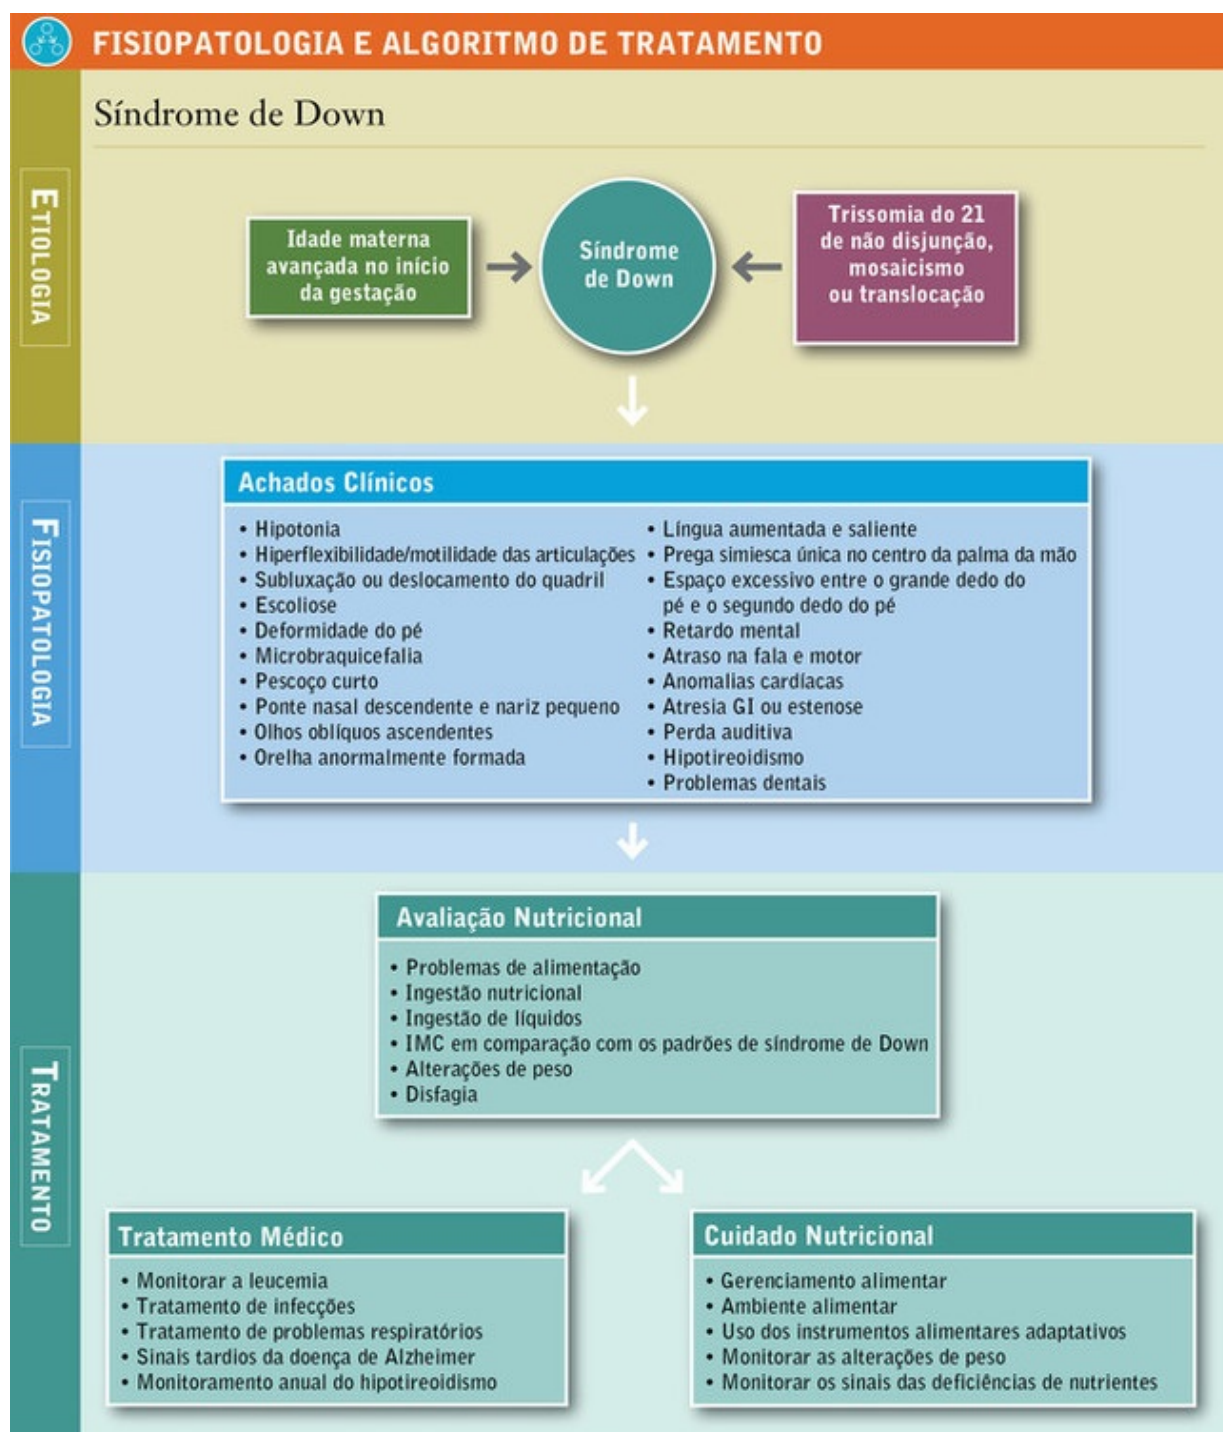 FISIOPATOLOGIA E ALGORITMO DE TRATAMENTO
Síndrome de Down
ETIOLOGIA
Idade materna
avançada no início
da gestação
Síndrome
de Down
Trissomia do 21
de não disjunção,
mosaicismo
ou translocação
FISIOPATOLOGIA
Achados Clínicos
• Hipotonia
• Hiperflexibilidade/motilidade das articulações
• Subluxação ou deslocamento do quadril
• Escoliose
• Deformidade do pé
• Microbraquicefalia
• Pescoço curto
• Ponte nasal descendente e nariz pequeno
• Olhos oblíquos ascendentes
• Orelha anormalmente formada
• Língua aumentada e saliente
• Prega simiesca única no centro da palma da mão
• Espaço excessivo entre o grande dedo do
pé e o segundo dedo do pé
• Retardo mental
• Atraso na fala e motor
• Anomalias cardíacas
• Atresia GI ou estenose
• Perda auditiva
• Hipotireoidismo
• Problemas dentais
TRATAMENTO
Avaliação Nutricional
• Problemas de alimentação
• Ingestão nutricional
• Ingestão de líquidos
• IMC em comparação com os padrões de síndrome de Down
• Alterações de peso
• Disfagia
Tratamento Médico
• Monitorar a leucemia
• Tratamento de infecções
• Tratamento de problemas respiratórios
• Sinais tardios da doença de Alzheimer
• Monitoramento anual do hipotireoidismo
Cuidado Nutricional
• Gerenciamento alimentar
• Ambiente alimentar
• Uso dos instrumentos alimentares adaptativos
• Monitorar as alterações de peso
• Monitorar os sinais das deficiências de nutrientes